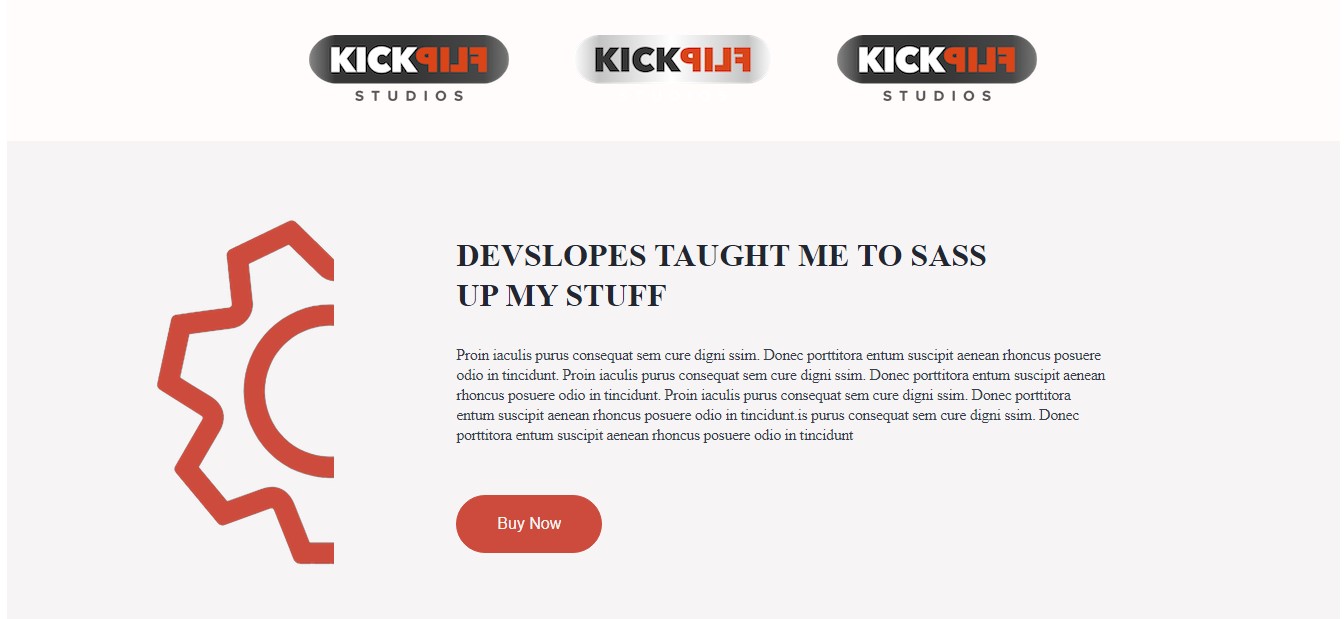 KICKFLIP KICKFLIP KICKFLIP
STUDIOS STUDIOS
DEVSLOPES TAUGHT ME TO SASS
UP MY STUFF
Proin iaculis purus consequat sem cure digni ssim. Donec porttitora entum suscipit aenean rhoncus posuere
odio in tincidunt. Proin iaculis purus consequat sem cure digni ssim. Donec porttitora entum suscipit aenean
rhoncus posuere odio in tincidunt. Proin iaculis purus consequat sem cure digni ssim. Donec porttitora
entum suscipit aenean rhoncus posuere odio in tincidunt.is purus consequat sem cure digni ssim. Donec
porttitora entum suscipit aenean rhoncus posuere odio in tincidunt
Buy Now